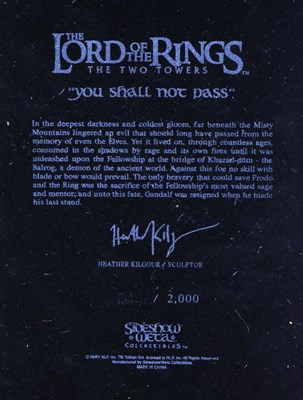 THE
LORD OF THE RINGS
THE TWO TOWERS ™
"you shall not pass"
In the deepest darkness and coldest gloom, far beneath the Misty
Mountains lingered an evil that should long have passed from the
memory of even the Elves. Yet it lived on, through countless ages,
consumed in the shadows by rage and its own fires until it was
unleashed upon the Fellowship at the bridge of Khazad-dûm - the
Balrog, a demon of the ancient world. Against this foe no skill with
blade or bow would prevail. The only bravery that could save Frodo
and the Ring was the sacrifice of the Fellowship's most valued sage
and mentor; and unto this fate, Gandalf was resigned when he made
his last stand.
HEATHER KILGOUR / SCULPTOR
/ 2,000
SIDESHOW
WETA
COLLECTIBLES
MADE IN CHINA